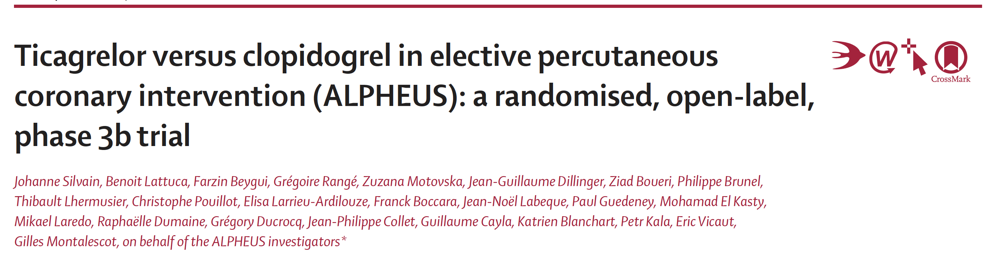 Ticagrelor versus clopidogrel in elective percutaneous
coronary intervention (ALPHEUS): a randomised, open-label,
phase 3b trial
W
CrossMark
Johanne Silvain, Benoit Lattuca, Farzin Beygui, Grégoire Rangé, Zuzana Motovska, Jean-Guillaume Dillinger, Ziad Boueri, Philippe Brunel,
Thibault Lhermusier, Christophe Pouillot, Elisa Larrieu-Ardilouze, Franck Boccara, Jean-Noël Labeque, Paul Guedeney, Mohamad El Kasty,
Mikael Laredo, Raphaëlle Dumaine, Grégory Ducrocq, Jean-Philippe Collet, Guillaume Cayla, Katrien Blanchart, Petr Kala, Eric Vicaut,
Gilles Montalescot, on behalf of the ALPHEUS investigators*